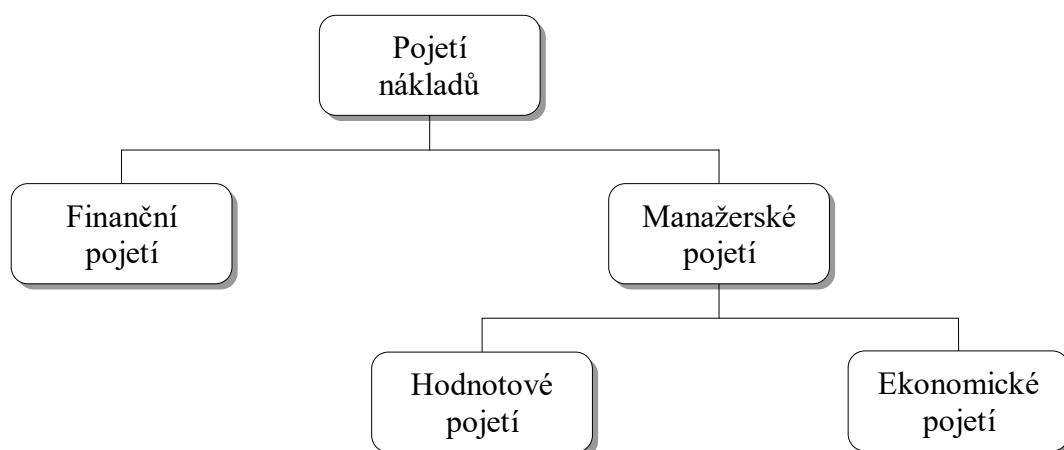 Pojetí
nákladů
Finanční
pojetí
Manažerské
pojetí
Hodnotové
pojetí
Ekonomické
pojetí